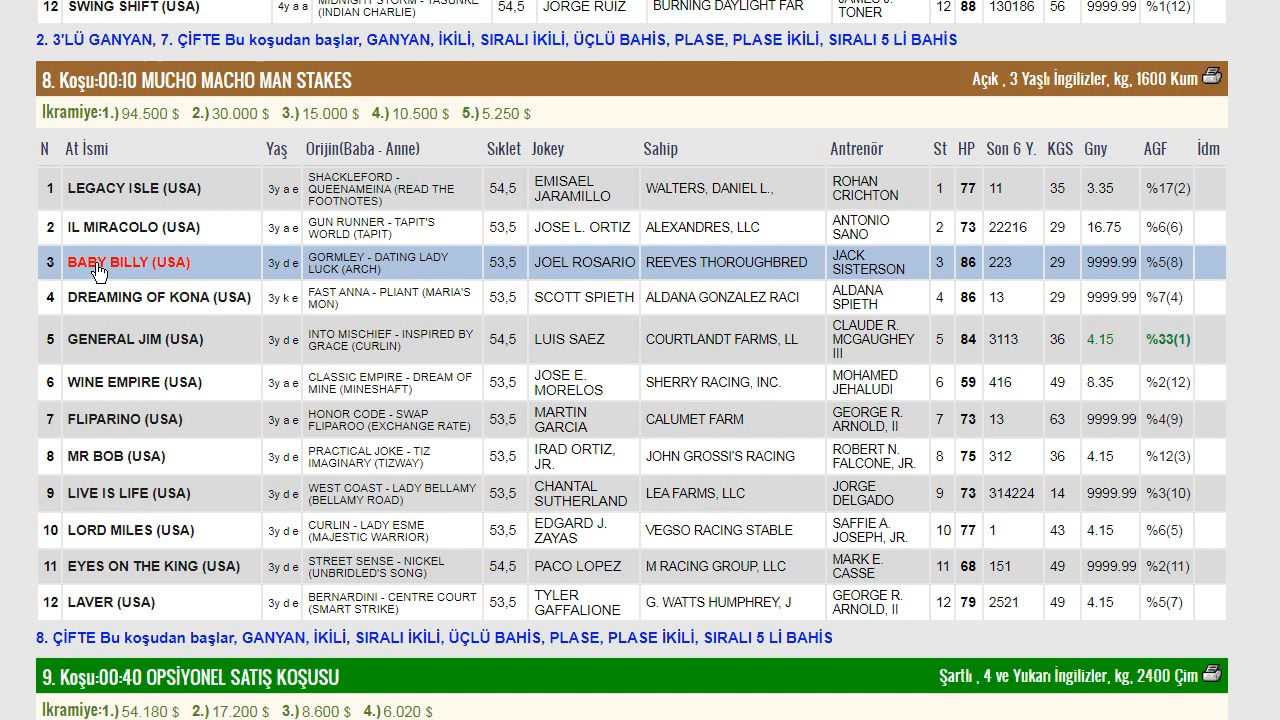 12 SWING SHIFT (USA) 4y a a MIDNIGHT STORM - YASUNKE (INDIAN CHARLIE) 54,5 JORGE RUIZ BURNING DAYLIGHT FAR JAMES J. TONER 12 88 130186 56 9999.99 %1(12)
2. 3'LÜ GANYAN, 7. ÇİFTE Bu koşudan başlar, GANYAN, İKİLİ, SIRALI İKİLİ, ÜÇLÜ BAHİS, PLASE, PLASE İKİLİ, SIRALI 5 Lİ BAHİS
8. Koşu:00:10 MUCHO MACHO MAN STAKES Açık , 3 Yaşlı İngilizler, kg, 1600 Kum
Ikramiye:1.) 94.500 $ 2.) 30.000 $ 3.) 15.000 $ 4.) 10.500 $ 5.) 5.250 $
N At İsmi Yaş Orijin(Baba - Anne) Sıklet Jokey Sahip Antrenör St HP Son 6 Y. KGS Gny AGF İdm
1 LEGACY ISLE (USA) 3y a e SHACKLEFORD - QUEENAMEINA (READ THE FOOTNOTES) 54,5 EMISAEL JARAMILLO WALTERS, DANIEL L., ROHAN CRICHTON 1 77 11 35 3.35 %17(2)
2 IL MIRACOLO (USA) 3y a e GUN RUNNER - TAPIT'S WORLD (TAPIT) 53,5 JOSE L. ORTIZ ALEXANDRES, LLC ANTONIO SANO 2 73 22216 29 16.75 %6(6)
3 BABY BILLY (USA) 3y d e GORMLEY - DATING LADY LUCK (ARCH) 53,5 JOEL ROSARIO REEVES THOROUGHBRED JACK SISTERSON 3 86 223 29 9999.99 %5(8)
4 DREAMING OF KONA (USA) 3y k e FAST ANNA - PLIANT (MARIA'S MON) 53,5 SCOTT SPIETH ALDANA GONZALEZ RACI ALDANA SPIETH 4 86 13 29 9999.99 %7(4)
5 GENERAL JIM (USA) 3y d e INTO MISCHIEF - INSPIRED BY GRACE (CURLIN) 54,5 LUIS SAEZ COURTLANDT FARMS, LL CLAUDE R. MCGAUGHEY III 5 84 3113 36 4.15 %33(1)
6 WINE EMPIRE (USA) 3y a e CLASSIC EMPIRE - DREAM OF MINE (MINESHAFT) 53,5 JOSE E. MORELOS SHERRY RACING, INC. MOHAMED JEHALUDI 6 59 416 49 8.35 %2(12)
7 FLIPARINO (USA) 3y a e HONOR CODE - SWAP FLIPAROO (EXCHANGE RATE) 53,5 MARTIN GARCIA CALUMET FARM GEORGE R. ARNOLD, II 7 73 13 63 9999.99 %4(9)
8 MR BOB (USA) 3y d e PRACTICAL JOKE - TIZ IMAGINARY (TIZWAY) 53,5 IRAD ORTIZ, JR. JOHN GROSSI'S RACING ROBERT N. FALCONE, JR. 8 75 312 36 4.15 %12(3)
9 LIVE IS LIFE (USA) 3y d e WEST COAST - LADY BELLAMY (BELLAMY ROAD) 53,5 CHANTAL SUTHERLAND LEA FARMS, LLC JORGE DELGADO 9 73 314224 14 9999.99 %3(10)
10 LORD MILES (USA) 3y d e CURLIN - LADY ESME (MAJESTIC WARRIOR) 53,5 EDGARD J. ZAYAS VEGSO RACING STABLE SAFFIE A. JOSEPH, JR. 10 77 1 43 4.15 %6(5)
11 EYES ON THE KING (USA) 3y d e STREET SENSE - NICKEL (UNBRIDLED'S SONG) 54,5 PACO LOPEZ M RACING GROUP, LLC MARK E. CASSE 11 68 151 49 9999.99 %2(11)
12 LAVER (USA) 3y d e BERNARDINI - CENTRE COURT (SMART STRIKE) 53,5 TYLER GAFFALIONE G. WATTS HUMPHREY, J GEORGE R. ARNOLD, II 12 79 2521 49 4.15 %5(7)
8. ÇİFTE Bu koşudan başlar, GANYAN, İKİLİ, SIRALI İKİLİ, ÜÇLÜ BAHİS, PLASE, PLASE İKİLİ, SIRALI 5 Lİ BAHİS
9. Koşu:00:40 OPSİYONEL SATIŞ KOŞUSU Şartlı , 4 ve Yukarı İngilizler, kg, 2400 Çim
Ikramiye:1.) 54.180 $ 2.) 17.200 $ 3.) 8.600 $ 4.) 6.020 $